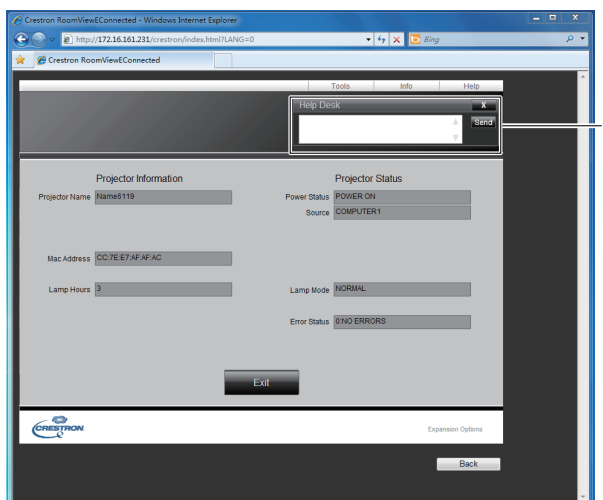 Crestron RoomViewEConnected - Windows Internet Explorer
http://172.16.161.231/crestron/index.html?LANG=0
Bing
Crestron RoomViewEConnected
Tools Info Help
Help Desk X
Send
Projector Information Projector Status
Projector Name Name6119 Power Status POWER ON
Source COMPUTER1
Mac Address CC:7E:E7:AF:AF:AC
Lamp Hours 3 Lamp Mode NORMAL
Error Status 0:NO ERRORS
Exit
CRESTRON Expansion Options
Back